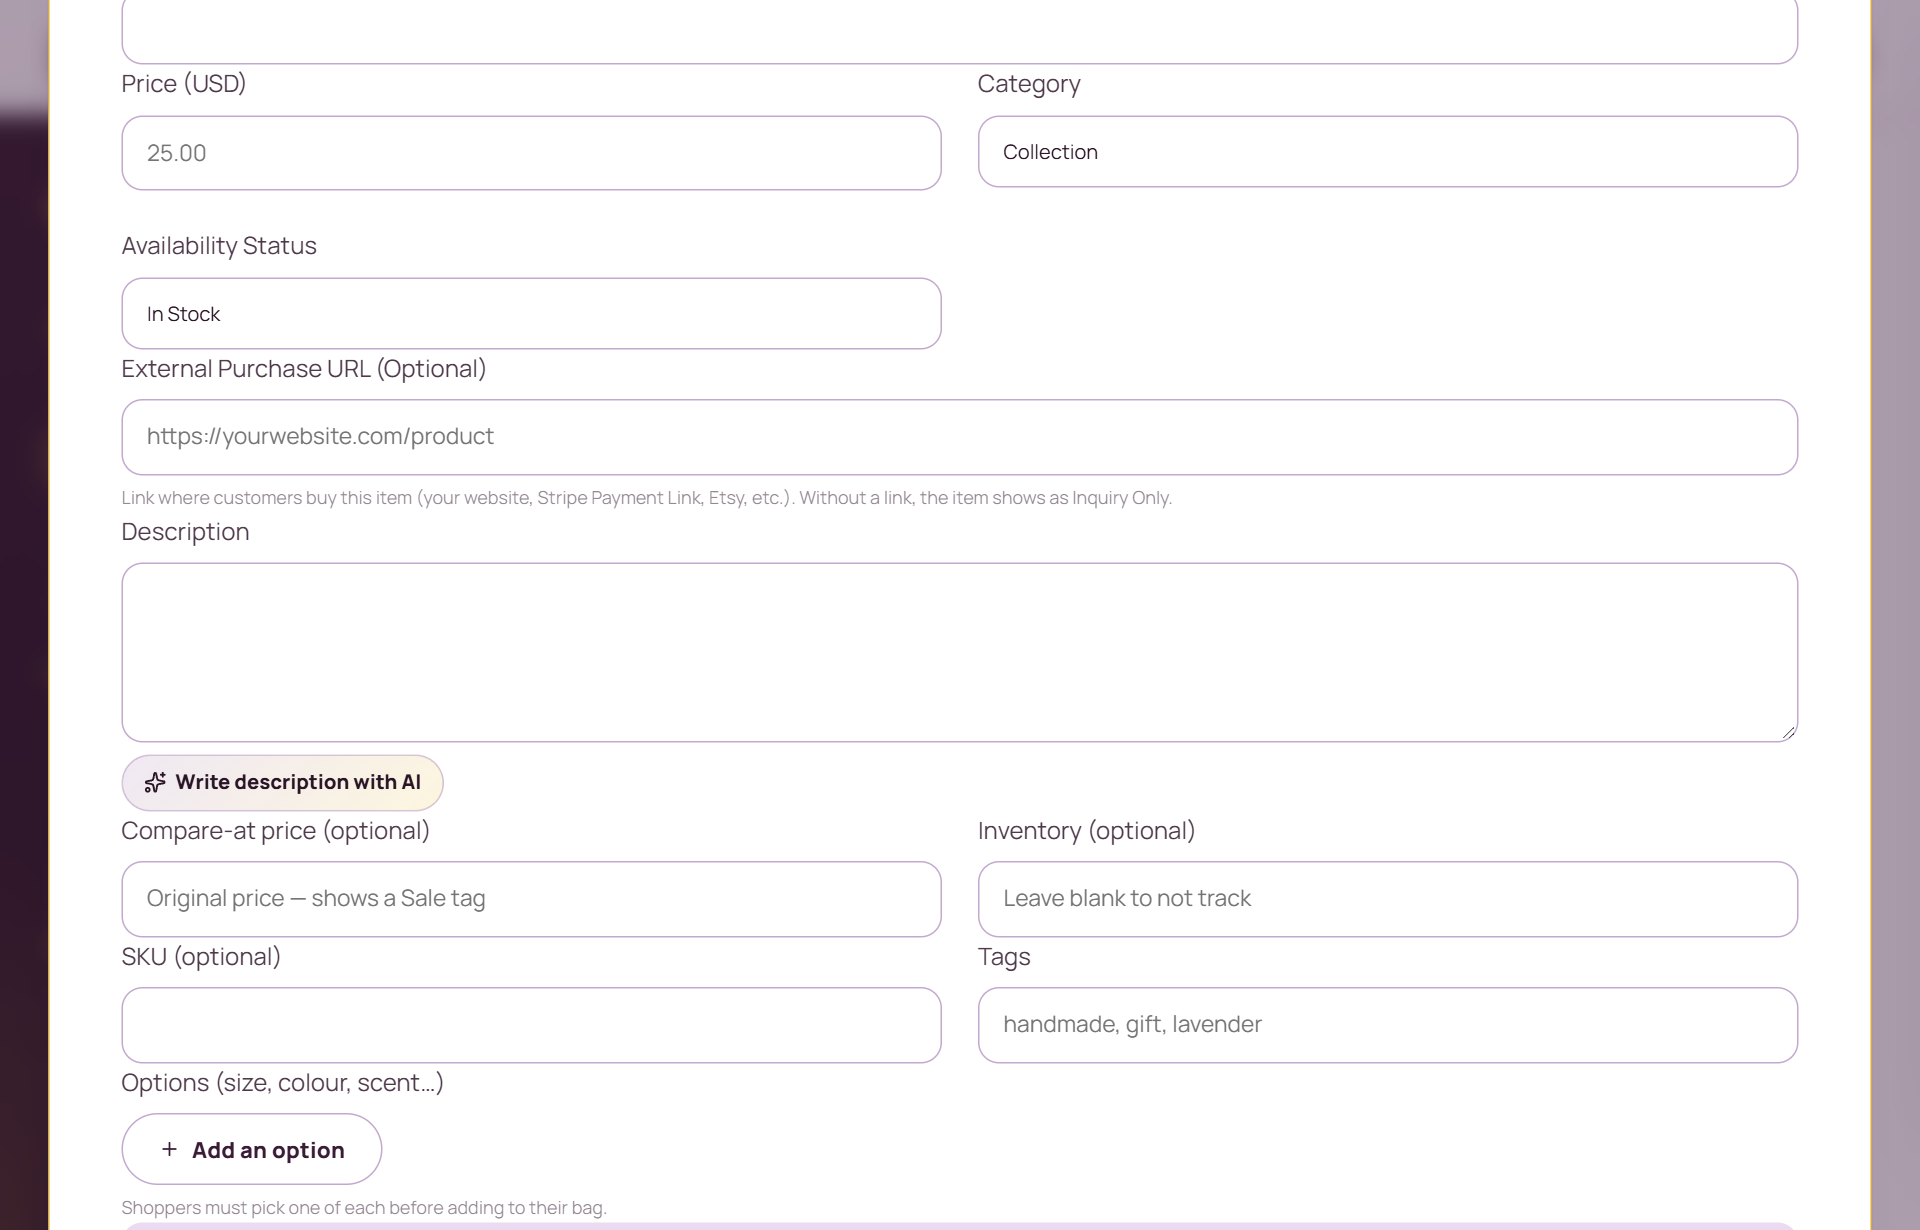 Price (USD)
Category
25.00
Collection
Availability Status
In Stock
External Purchase URL (Optional)
https://yourwebsite.com/product
Link where customers buy this item (your website, Stripe Payment Link, Etsy, etc.). Without a link, the item shows as Inquiry Only.
Description
Write description with AI
Compare-at price (optional)
Inventory (optional)
Original price — shows a Sale tag
Leave blank to not track
SKU (optional)
Tags
handmade, gift, lavender
Options (size, colour, scent…)
+ Add an option
Shoppers must pick one of each before adding to their bag.